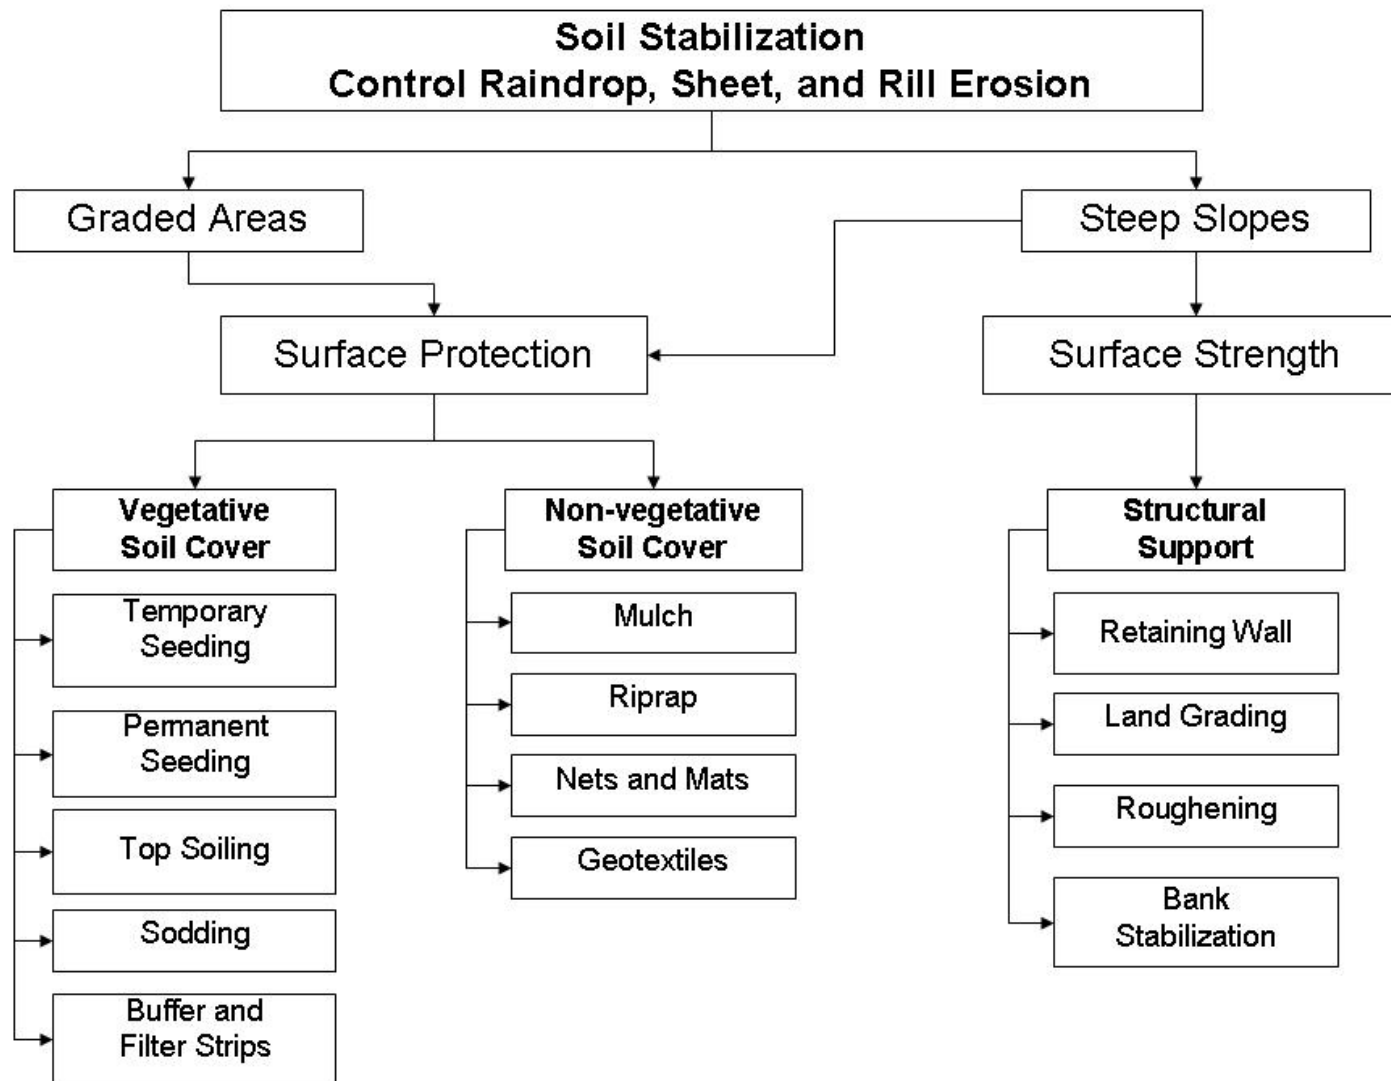 Soil Stabilization
Control Raindrop, Sheet, and Rill Erosion
Graded Areas
Steep Slopes
Surface Protection
Surface Strength
Vegetative
Soil Cover
Temporary
Seeding
Permanent
Seeding
Top Soiling
Sodding
Buffer and
Filter Strips
Non-vegetative
Soil Cover
Mulch
Riprap
Nets and Mats
Geotextiles
Structural
Support
Retaining Wall
Land Grading
Roughening
Bank
Stabilization